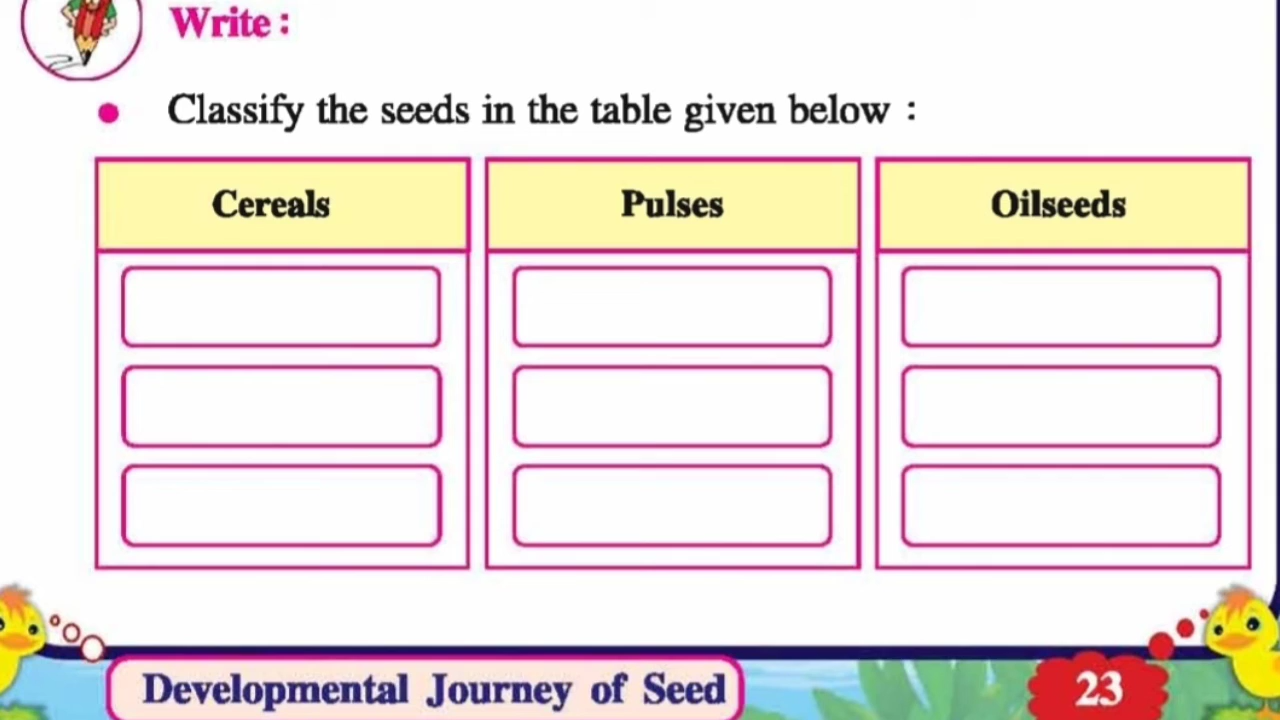 Write :
• Classify the seeds in the table given below :
Cereals Pulses Oilseeds
Developmental Journey of Seed
23